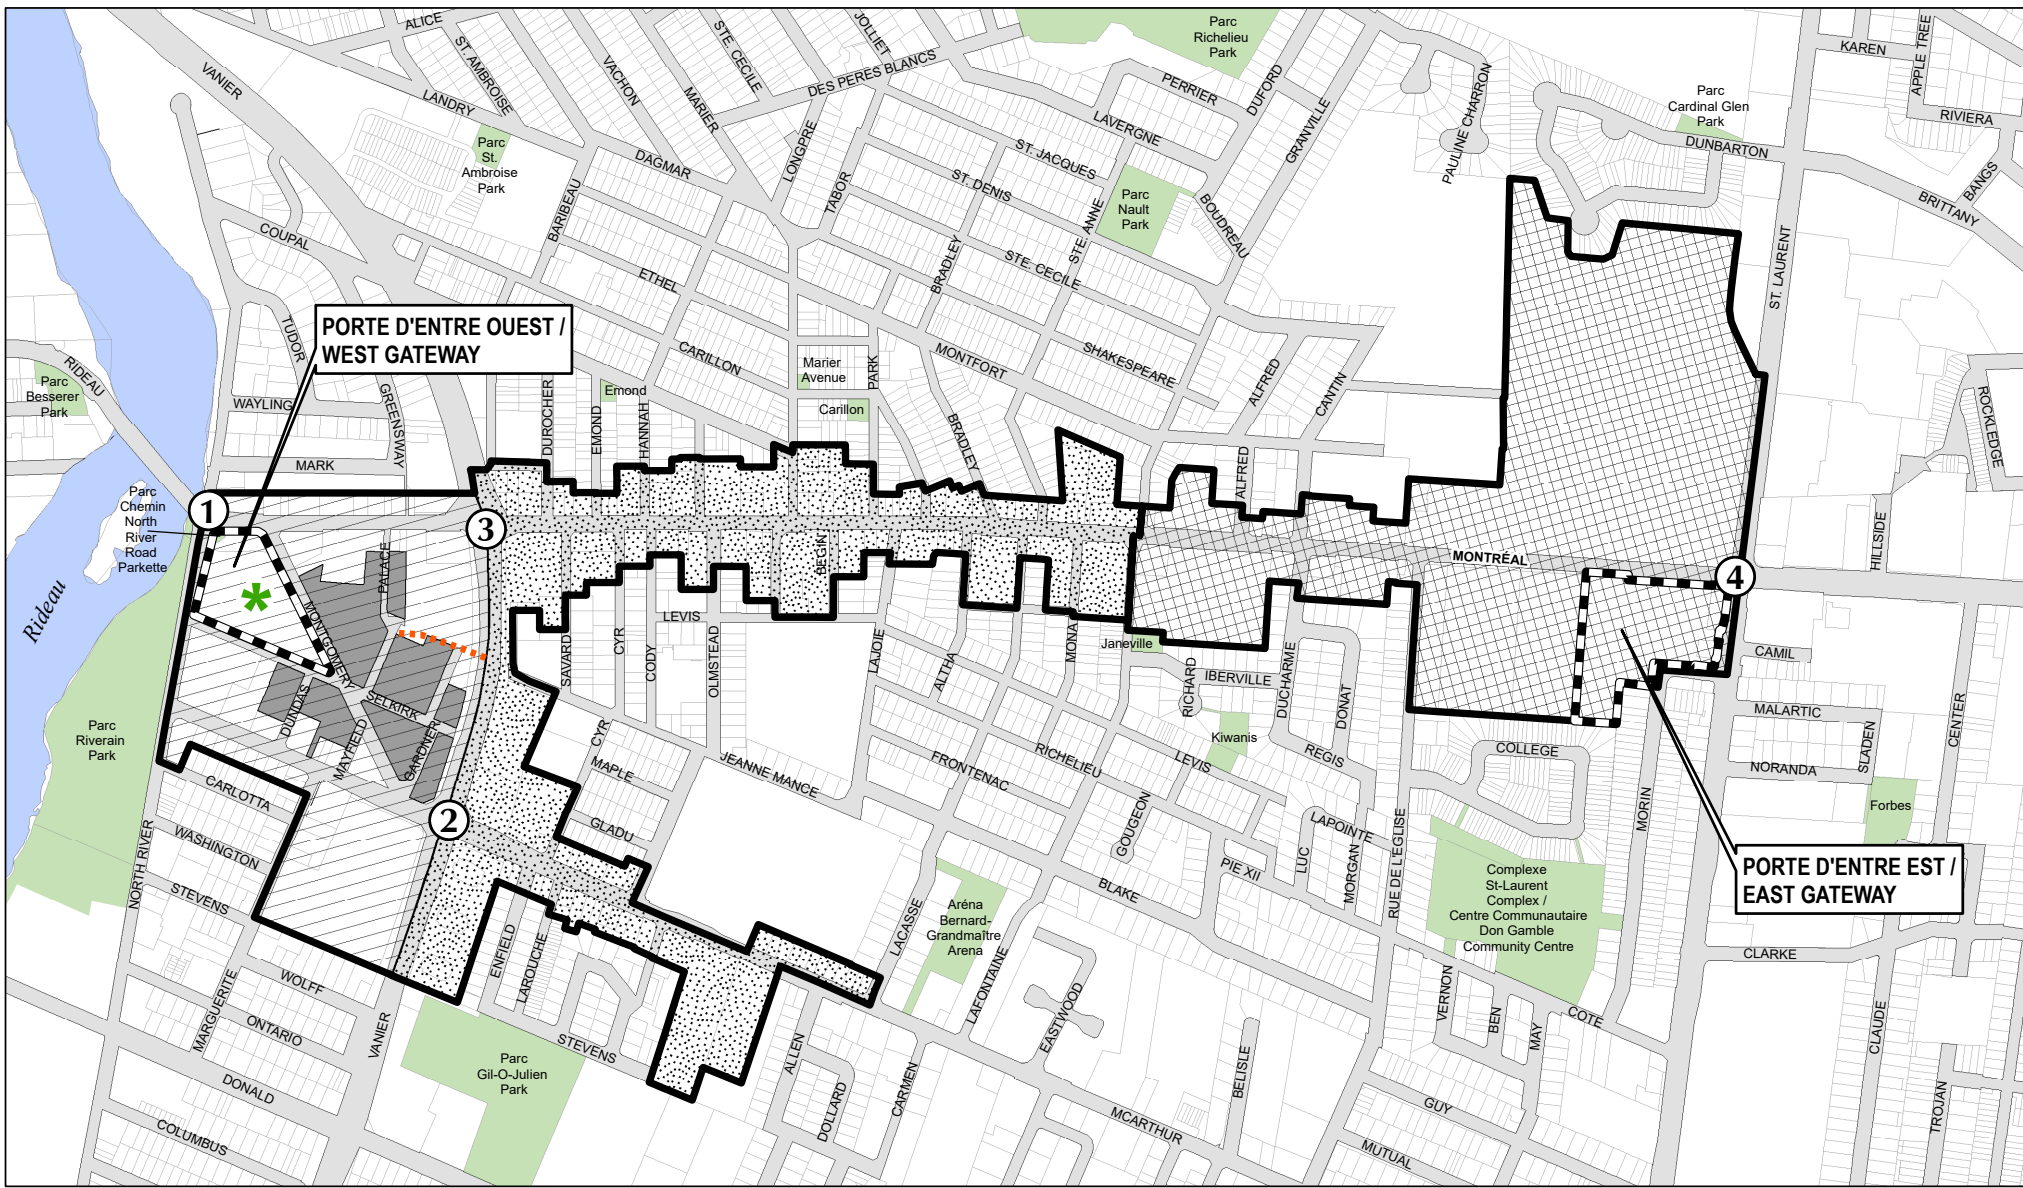 ALICE
ST. AMBROISE
VACHON
STE. CECILE
JOLLIET
DES PERES BLANCS
Parc
Richelieu
Park
PERRIER
DUFORD
GRANVILLE
PAULINE CHARRON
Parc
Cardinal Glen
Park
DUNBARTON
KAREN
APPLE TREE
RIVIERA
BANGS
BRITTANY
VANIER
LANDRY
MARIER
LAVERGNE
Parc
St.
Ambroise
Park
DAGMAR
LONGPRE
TABOR
ST. JACQUES
ST. DENIS
STE. ANNE
Parc
Nault
Park
BOUDREAU
BARIBEAU
COUPAL
ETHEL
BRADLEY
STE. CECILE
ST. LAURENT
TUDOR
PORTE D'ENTRE OUEST /
WEST GATEWAY
CARILLON
Marier
Avenue
PARK
MONTFORT
SHAKESPEARE
ALFRED
CANTIN
RIDEAU
Parc
Besserer
Park
WAYLING
GREENSWAY
DUROCHER
EMOND
Emond
HANNAH
Carillon
BRADLEY
ROCKLEDGE
MARK
ALFRED
Parc
Chemin
North
River
Road
Parkette
1
3
PALACE
BEGIN
MONTRÉAL
4
HILLSIDE
Rideau
*
MONTGOMERY
LEVIS
SAVARD
CYR
CODY
OLMSTEAD
LAJOIE
ALTHA
MONA
Janeville
RICHARD
IBERVILLE
DUCHARME
DONAT
CAMIL
MALARTIC
SLADEN
CENTER
DUNDAS
SELKIRK
MAYFIELD
GARDNER
Parc
Riverain
Park
CYR
MAPLE
GLADU
JEANNE MANCE
FRONTENAC
RICHELIEU
LEVIS
Kiwanis
REGIS
COLLEGE
NORANDA
MORIN
Forbes
CARLOTTA
WASHINGTON
STEVENS
NORTH RIVER
2
GOUGEON
LAPOINTE
LUC
MORGAN
RUE DE L'EGLISE
PIE XII
BLAKE
PORTE D'ENTRE EST /
EAST GATEWAY
Complexe
St-Laurent
Complex /
Centre Communautaire
Don Gamble
Community Centre
Aréna
Bernard-
Grandmaître
Arena
LACASSE
LAFONTAINE
ENFIELD
LAROUCHE
CLARKE
WOLFF
MARGUERITE
ONTARIO
VANIER
DONALD
COLUMBUS
Parc
Gil-O-Julien
Park
STEVENS
ALLEN
DOLLARD
CARMEN
EASTWOOD
BELISLE
MCARTHUR
VERNON
BEN
MAY
COTE
GUY
MUTUAL
CLAUDE
TROJAN